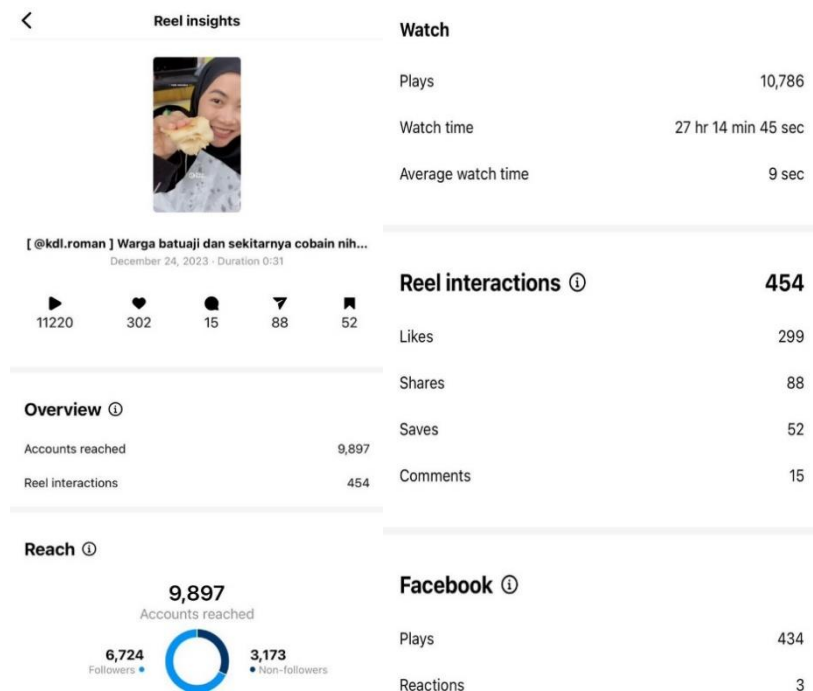 Reel insights
[ @kdl.roman ] Warga batuaji dan sekitarnya cobain nih...
December 24, 2023 · Duration 0:31
11220 302 15 88 52
Overview
Accounts reached 9,897
Reel interactions 454
Reach
9,897
Accounts reached
6,724 3,173
Followers Non-followers
Watch
Plays 10,786
Watch time 27 hr 14 min 45 sec
Average watch time 9 sec
Reel interactions 454
Likes 299
Shares 88
Saves 52
Comments 15
Facebook
Plays 434
Reactions 3